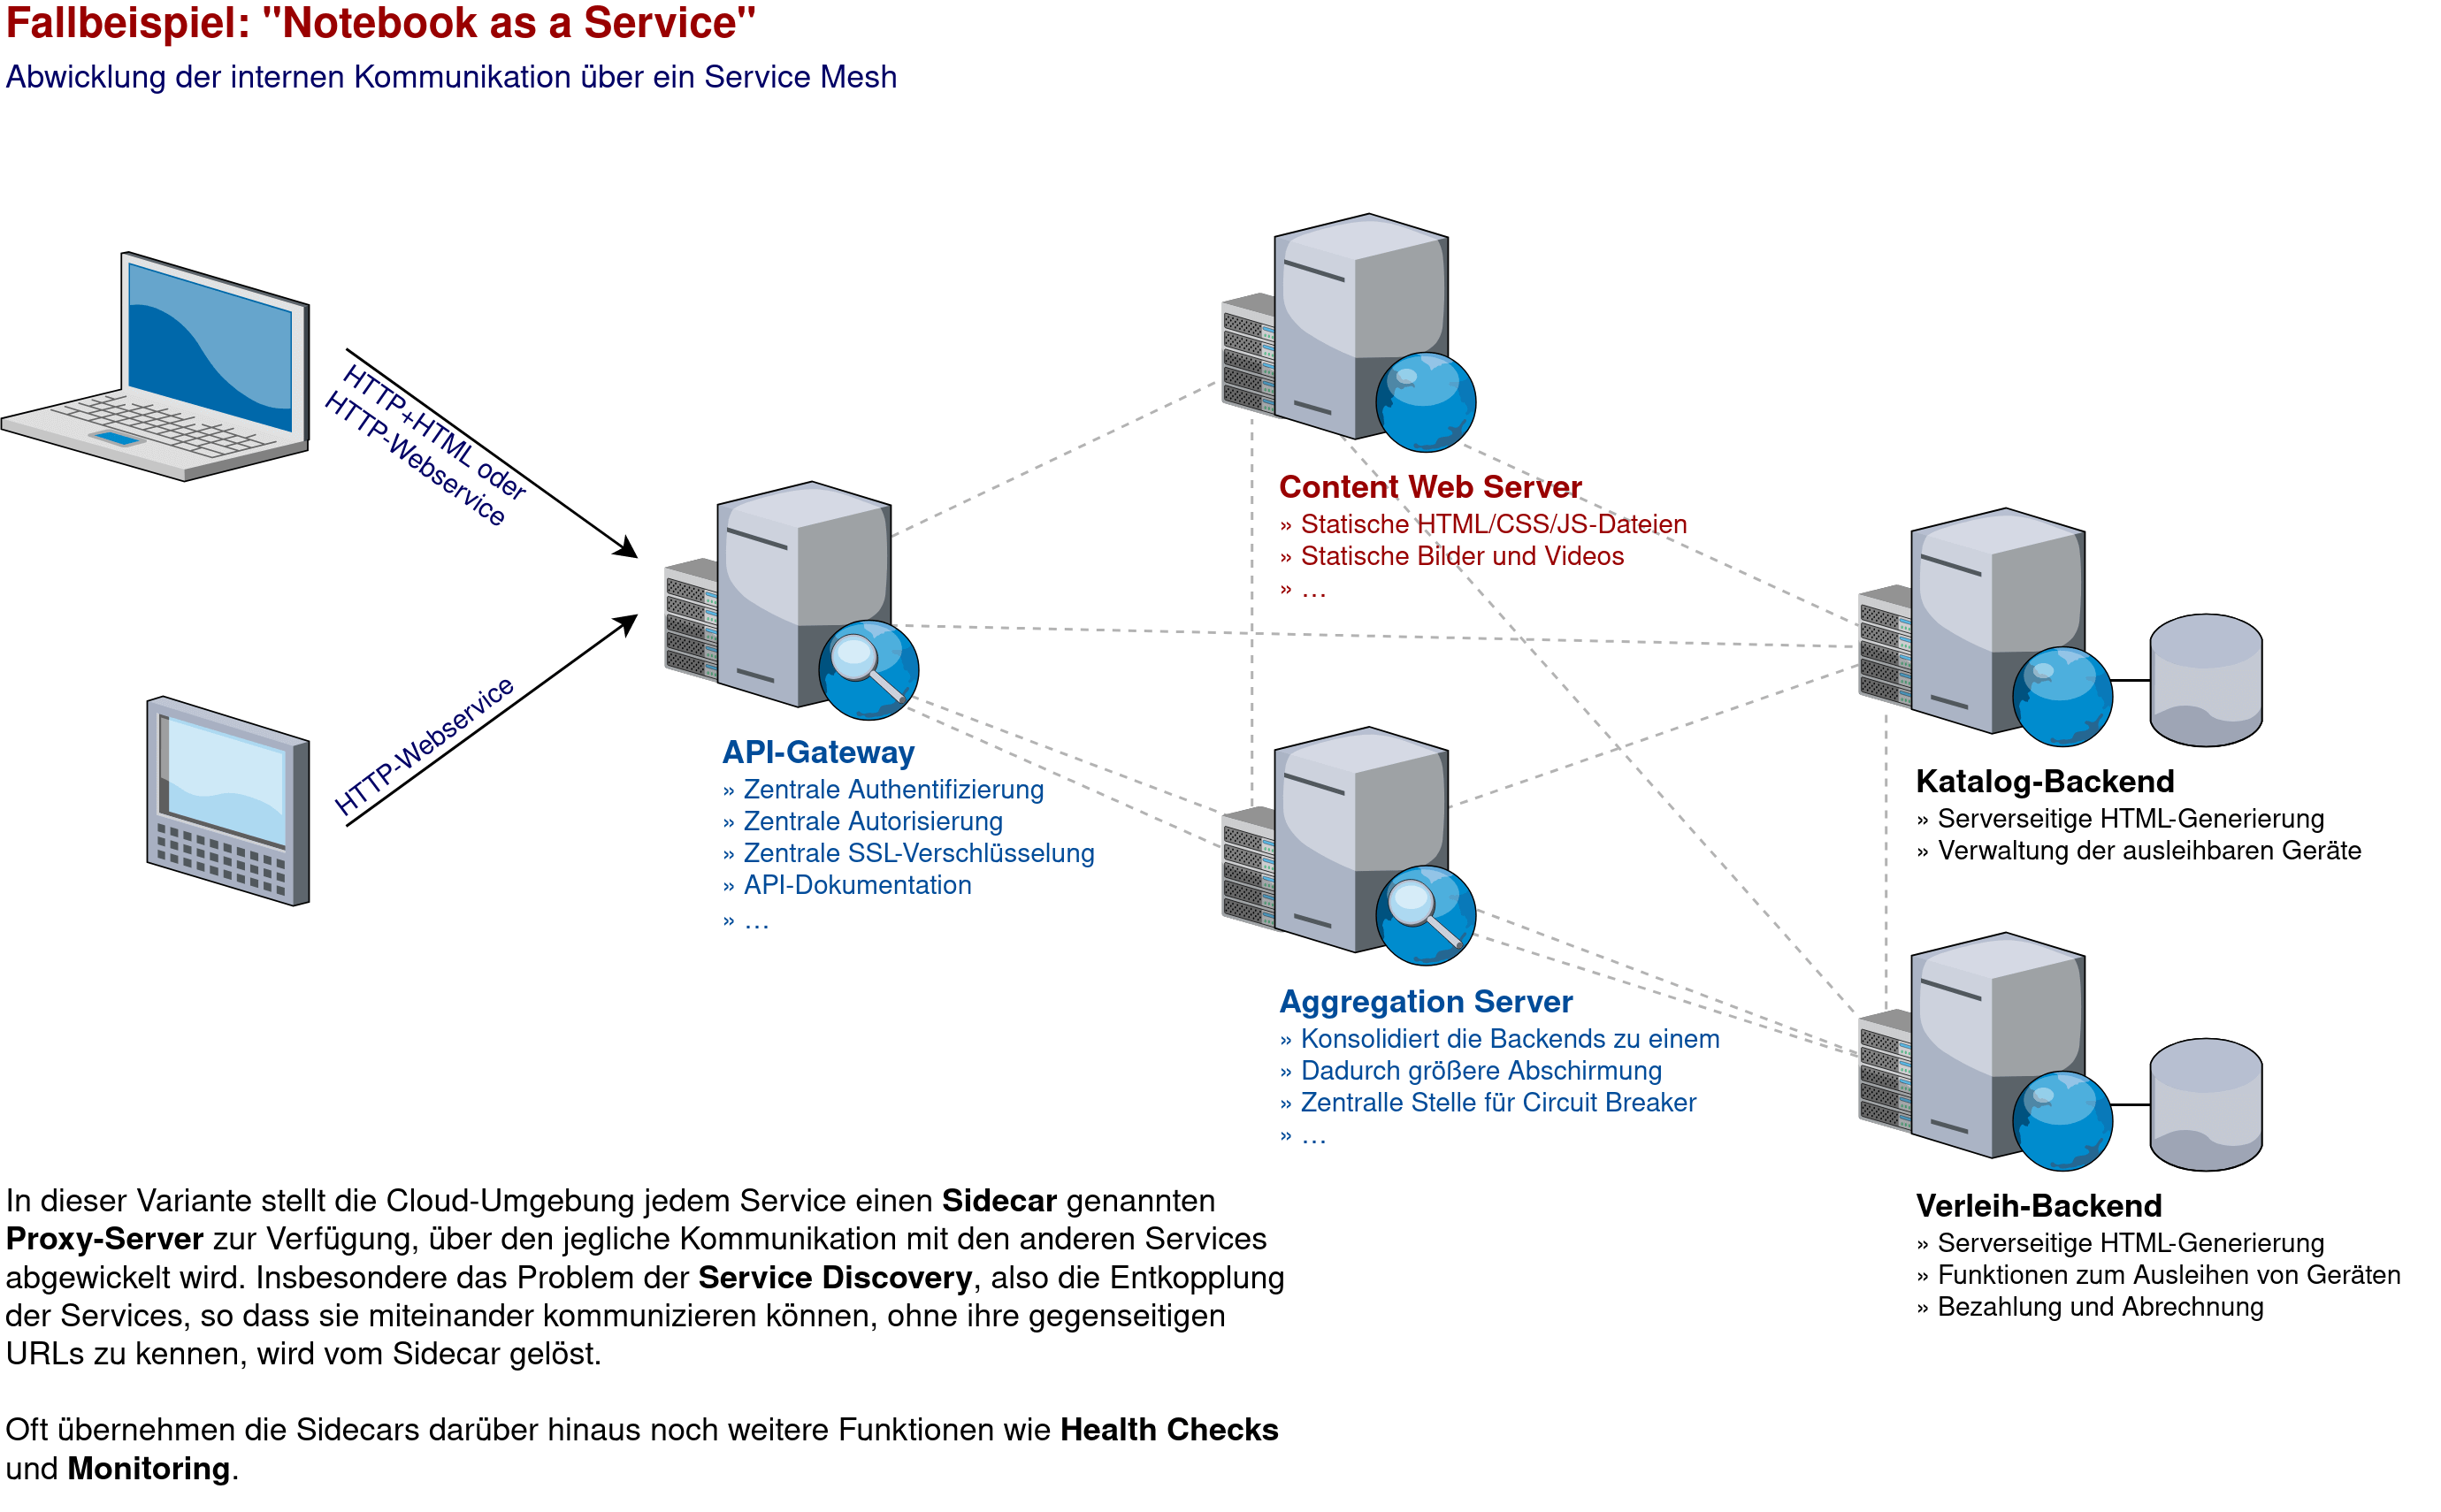 Fallbeispiel: "Notebook as a Service"
Abwicklung der internen Kommunikation über ein Service Mesh
HTTP+HTML oder
HTTP-Webservice
HTTP-Webservice
Content Web Server
» Statische HTML/CSS/JS-Dateien
» Statische Bilder und Videos
» …
API-Gateway
» Zentrale Authentifizierung
» Zentrale Autorisierung
» Zentrale SSL-Verschlüsselung
» API-Dokumentation
» …
Katalog-Backend
» Serverseitige HTML-Generierung
» Verwaltung der ausleihbaren Geräte
Aggregation Server
» Konsolidiert die Backends zu einem
» Dadurch größere Abschirmung
» Zentralle Stelle für Circuit Breaker
» …
Verleih-Backend
» Serverseitige HTML-Generierung
» Funktionen zum Ausleihen von Geräten
» Bezahlung und Abrechnung
In dieser Variante stellt die Cloud-Umgebung jedem Service einen Sidecar genannten
Proxy-Server zur Verfügung, über den jegliche Kommunikation mit den anderen Services
abgewickelt wird. Insbesondere das Problem der Service Discovery, also die Entkopplung
der Services, so dass sie miteinander kommunizieren können, ohne ihre gegenseitigen
URLs zu kennen, wird vom Sidecar gelöst.
Oft übernehmen die Sidecars darüber hinaus noch weitere Funktionen wie Health Checks
und Monitoring.